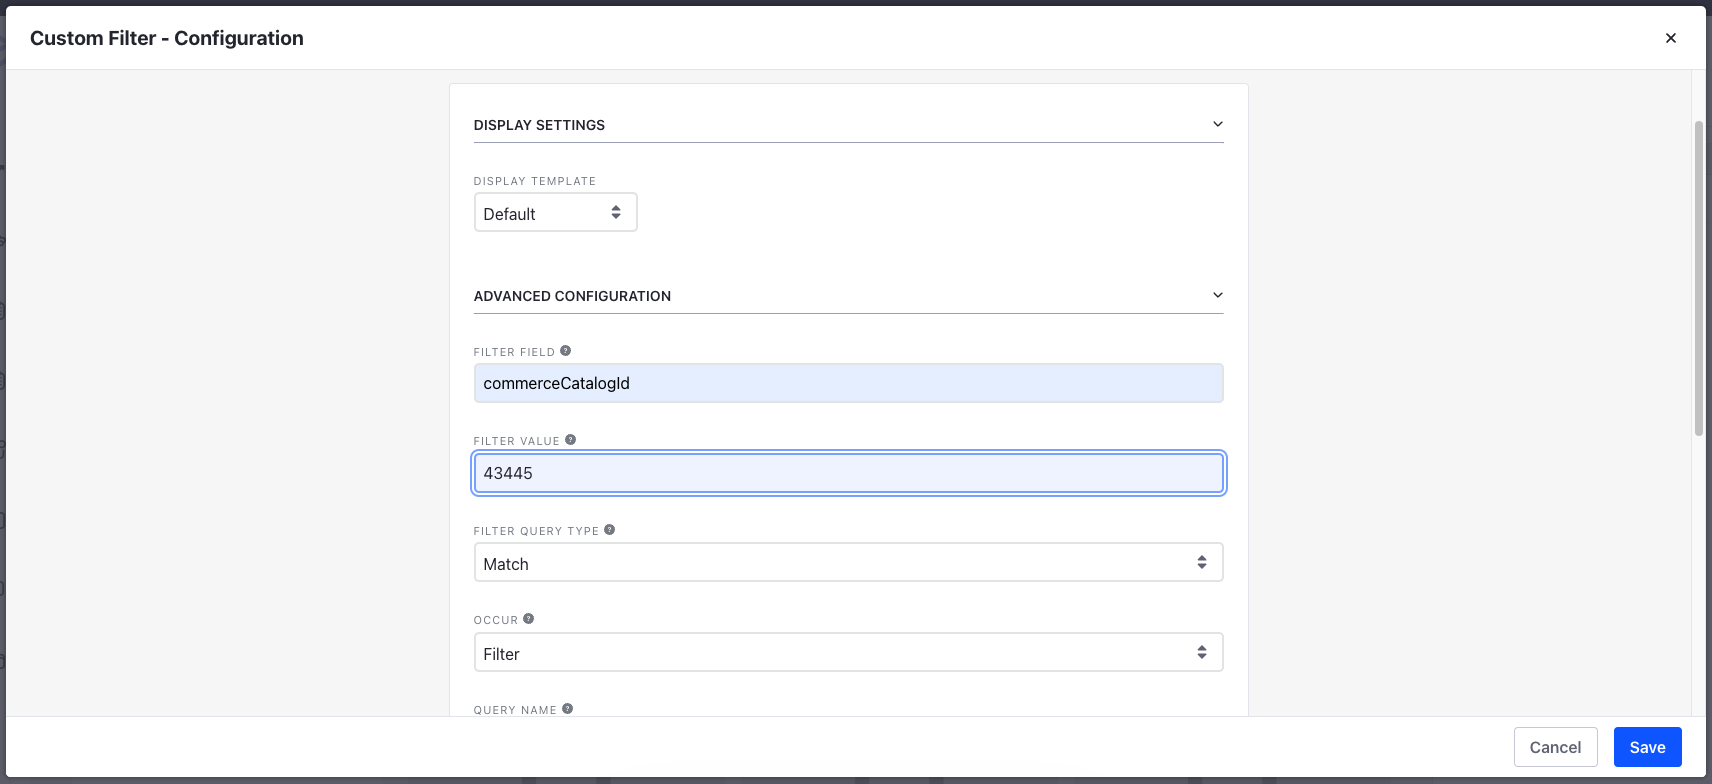 Custom Filter - Configuration
DISPLAY SETTINGS
DISPLAY TEMPLATE
Default
ADVANCED CONFIGURATION
FILTER FIELD
commerceCatalogId
FILTER VALUE
43445
FILTER QUERY TYPE
Match
OCCUR
Filter
QUERY NAME
Cancel
Save